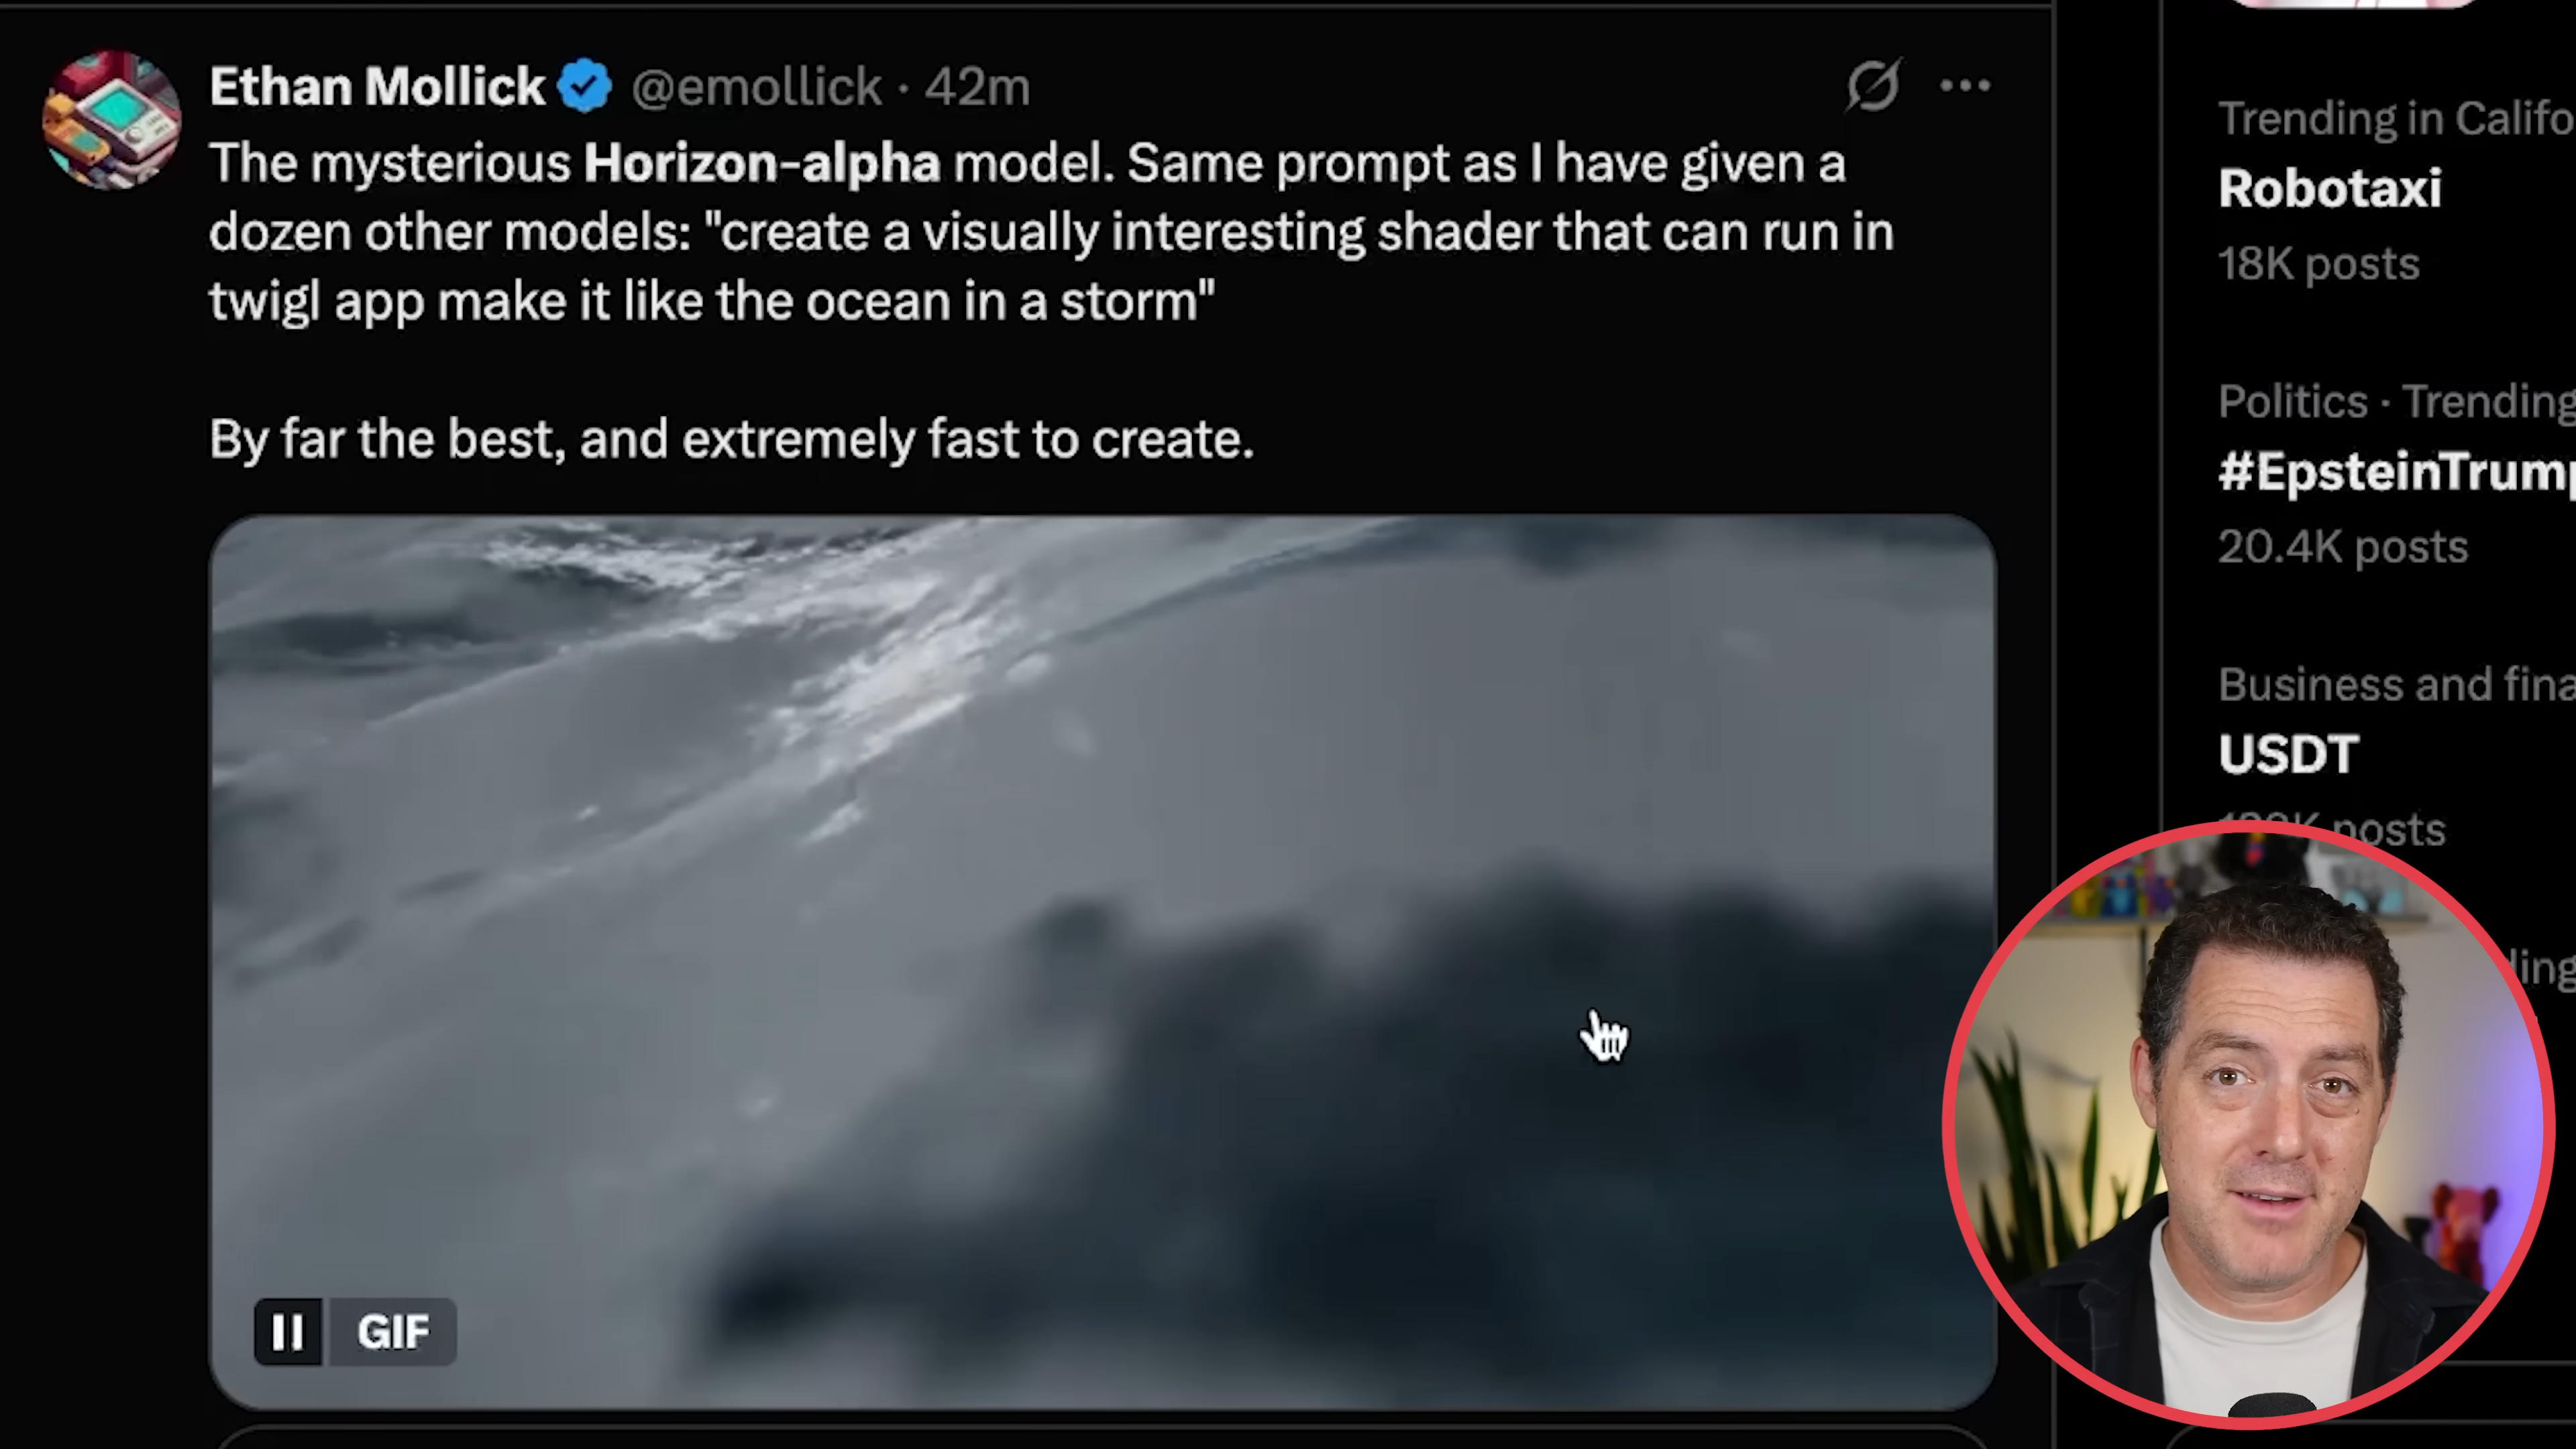 Ethan Mollick @emollick · 42m
The mysterious Horizon-alpha model. Same prompt as I have given a
dozen other models: "create a visually interesting shader that can run in
twigl app make it like the ocean in a storm"
By far the best, and extremely fast to create.
GIF
Trending in Califo
Robotaxi
18K posts
Politics · Trending
#EpsteinTrump
20.4K posts
Business and fina
USDT
posts
ding